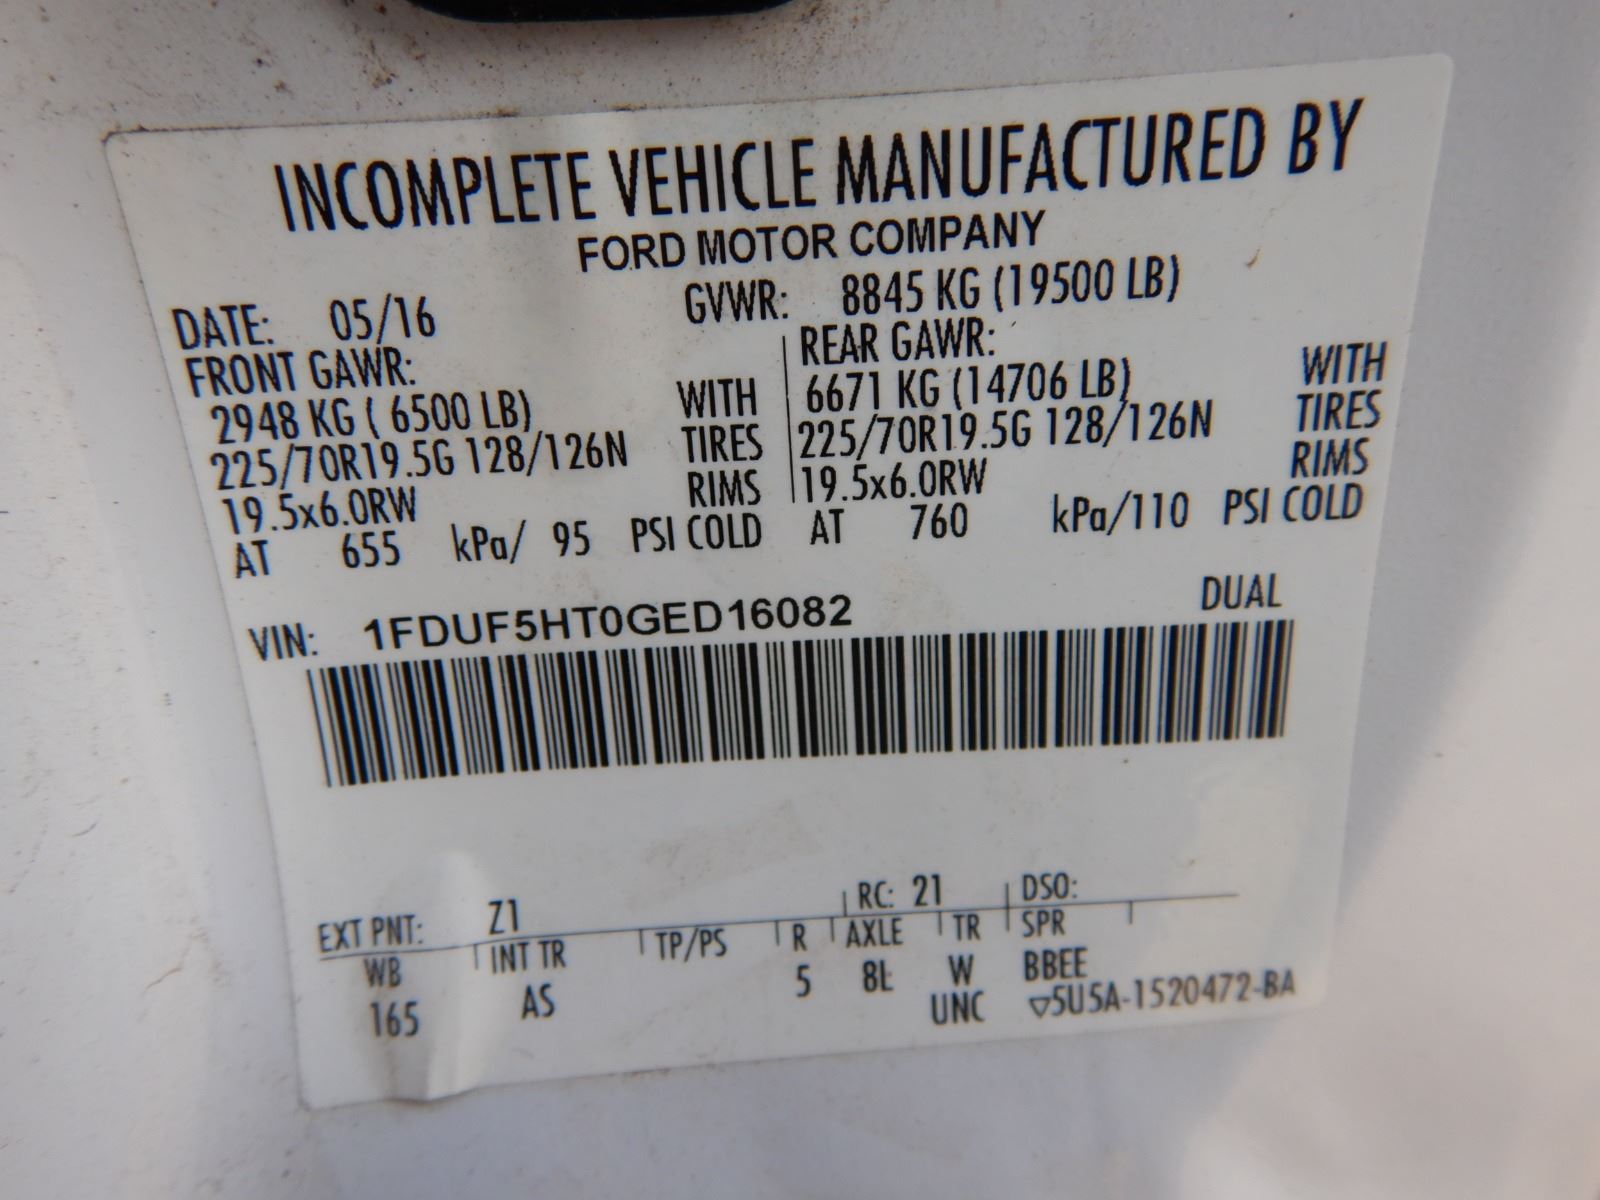 INCOMPLETE VEHICLE MANUFACTURED BY
FORD MOTOR COMPANY
DATE: 05/16 GVWR: 8845 KG (19500 LB)
FRONT GAWR: REAR GAWR:
2948 KG ( 6500 LB) WITH 6671 KG (14706 LB) WITH
225/70R19.5G 128/126N TIRES 225/70R19.5G 128/126N TIRES
19.5x6.0RW RIMS 19.5x6.0RW RIMS
AT 655 kPa/ 95 PSI COLD AT 760 kPa/110 PSI COLD
VIN: 1FDUF5HT0GED16082 DUAL
EXT PNT: Z1 RC: 21 DSO:
WB INT TR TP/PS R AXLE TR SPR
165 AS 5 8L W BBEE
UNC ▽5U5A-1520472-BA